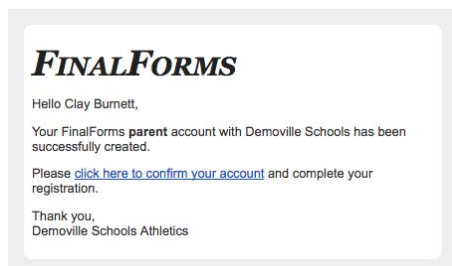 FINALFORMS
Hello Clay Burnett,
Your FinalForms parent account with Demoville Schools has been
successfully created.
Please click here to confirm your account and complete your
registration.
Thank you,
Demoville Schools Athletics